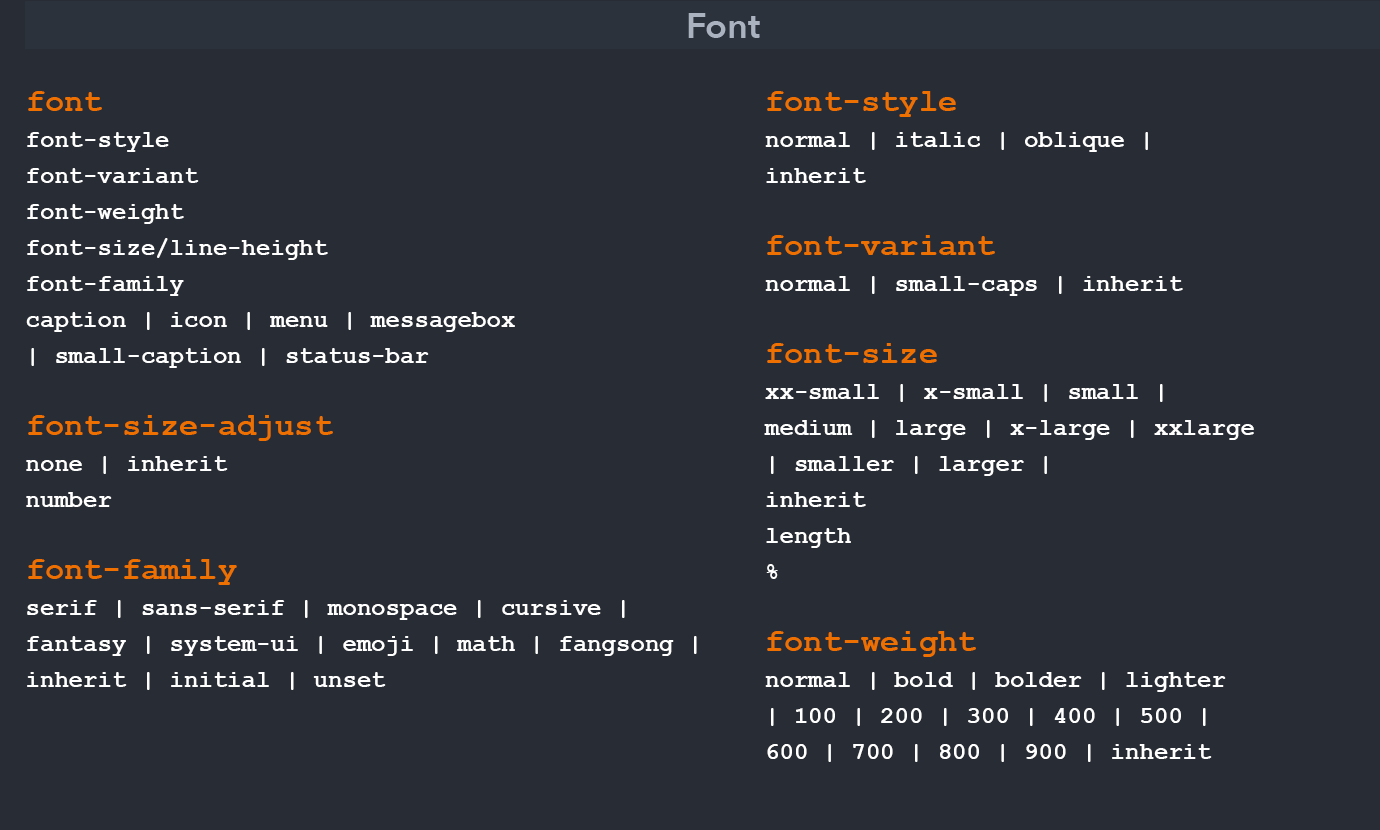 Font
font
font-style
font-variant
font-weight
font-size/line-height
font-family
caption | icon | menu | messagebox
| small-caption | status-bar
font-size-adjust
none | inherit
number
font-family
serif | sans-serif | monospace | cursive |
fantasy | system-ui | emoji | math | fangsong |
inherit | initial | unset
font-style
normal | italic | oblique |
inherit
font-variant
normal | small-caps | inherit
font-size
xx-small | x-small | small |
medium | large | x-large | xxlarge
| smaller | larger |
inherit
length
%
font-weight
normal | bold | bolder | lighter
| 100 | 200 | 300 | 400 | 500 |
600 | 700 | 800 | 900 | inherit